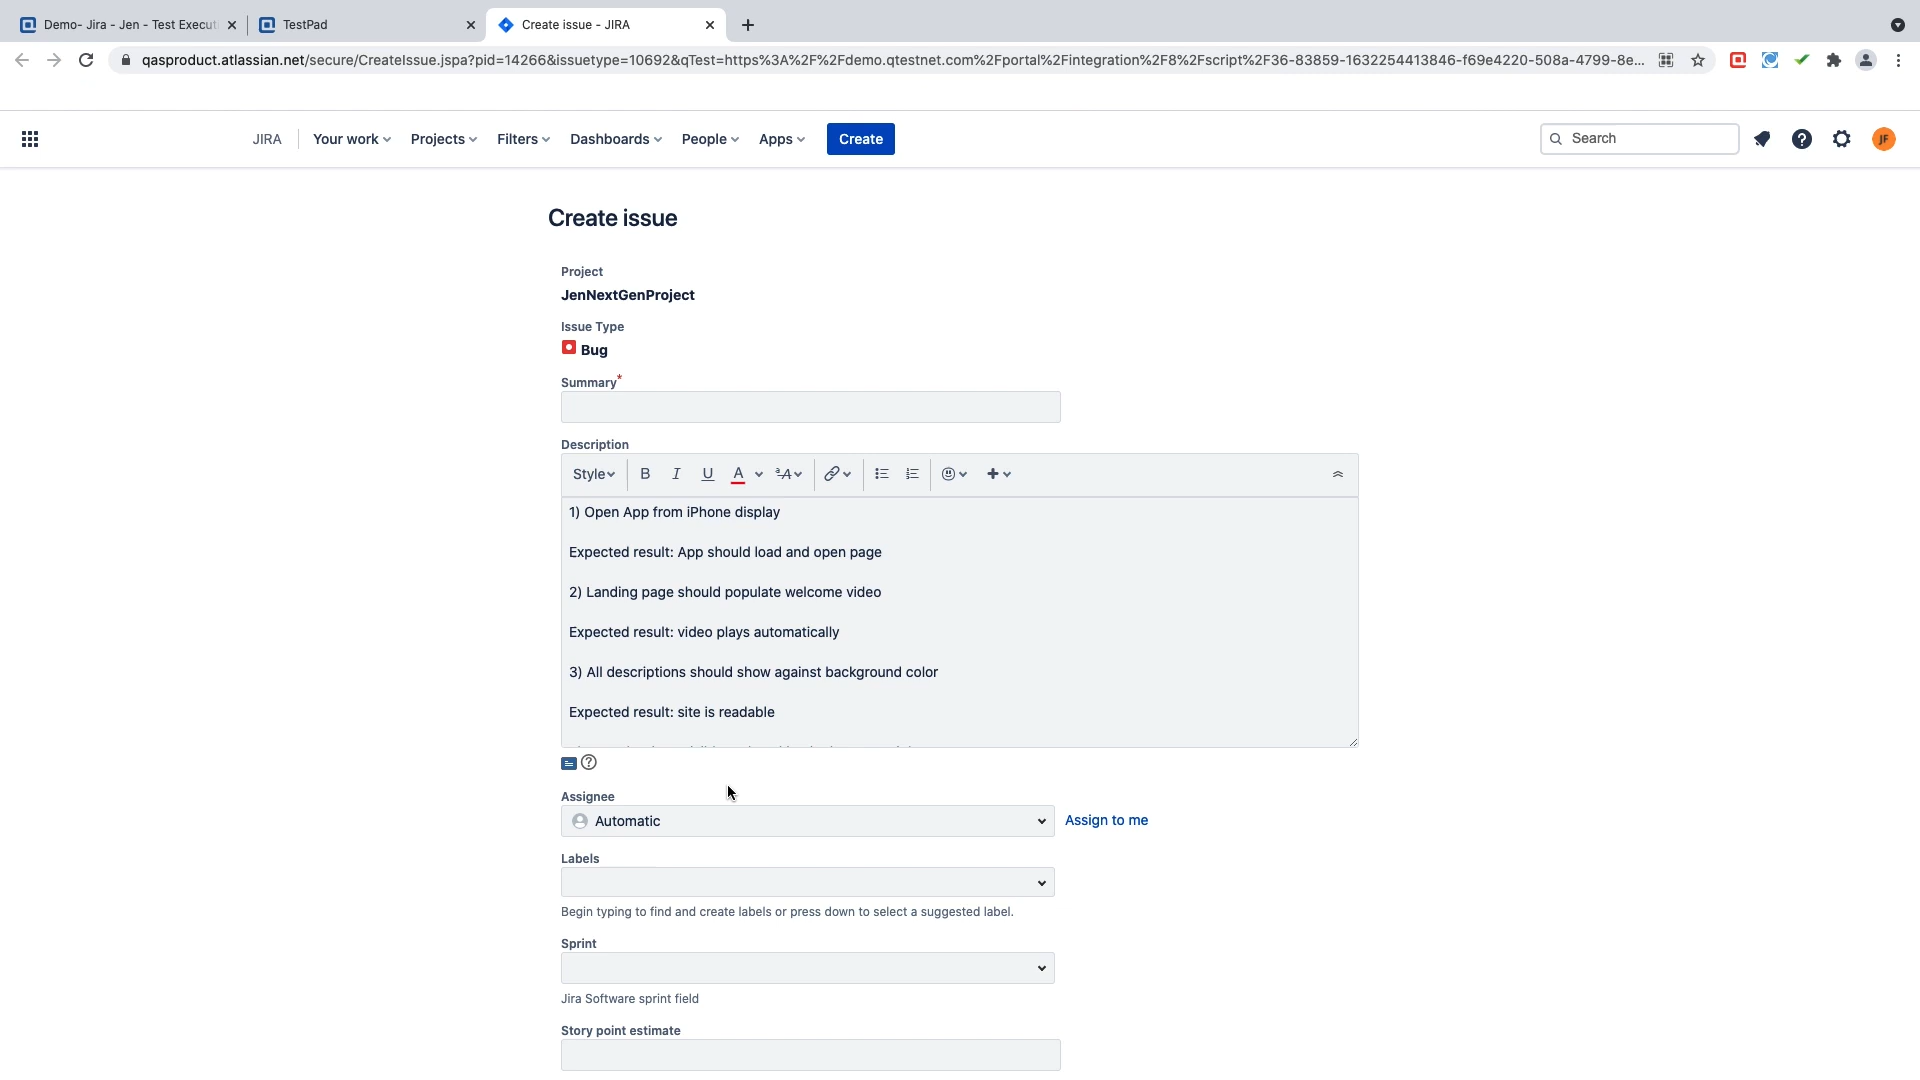 Demo- Jira - Jen - Test Execut
TestPad
Create issue - JIRA
qasproduct.atlassian.net/secure/CreateIssue.jspa?pid=14266&issuetype=10692&qTest=https%3A%2F%2Fdemo.qtestnet.com%2Fportal%2Fintegration%2F8%2Fscript%2F36-83859-1632254413846-f69e4220-508a-4799-8e...
JIRA
Your work
Projects
Filters
Dashboards
People
Apps
Create
Search
JF
Create issue
Project
JenNextGenProject
Issue Type
Bug
Summary*
Description
Style
B I U A ªA
1) Open App from iPhone display
Expected result: App should load and open page
2) Landing page should populate welcome video
Expected result: video plays automatically
3) All descriptions should show against background color
Expected result: site is readable
Assignee
Automatic
Assign to me
Labels
Begin typing to find and create labels or press down to select a suggested label.
Sprint
Jira Software sprint field
Story point estimate